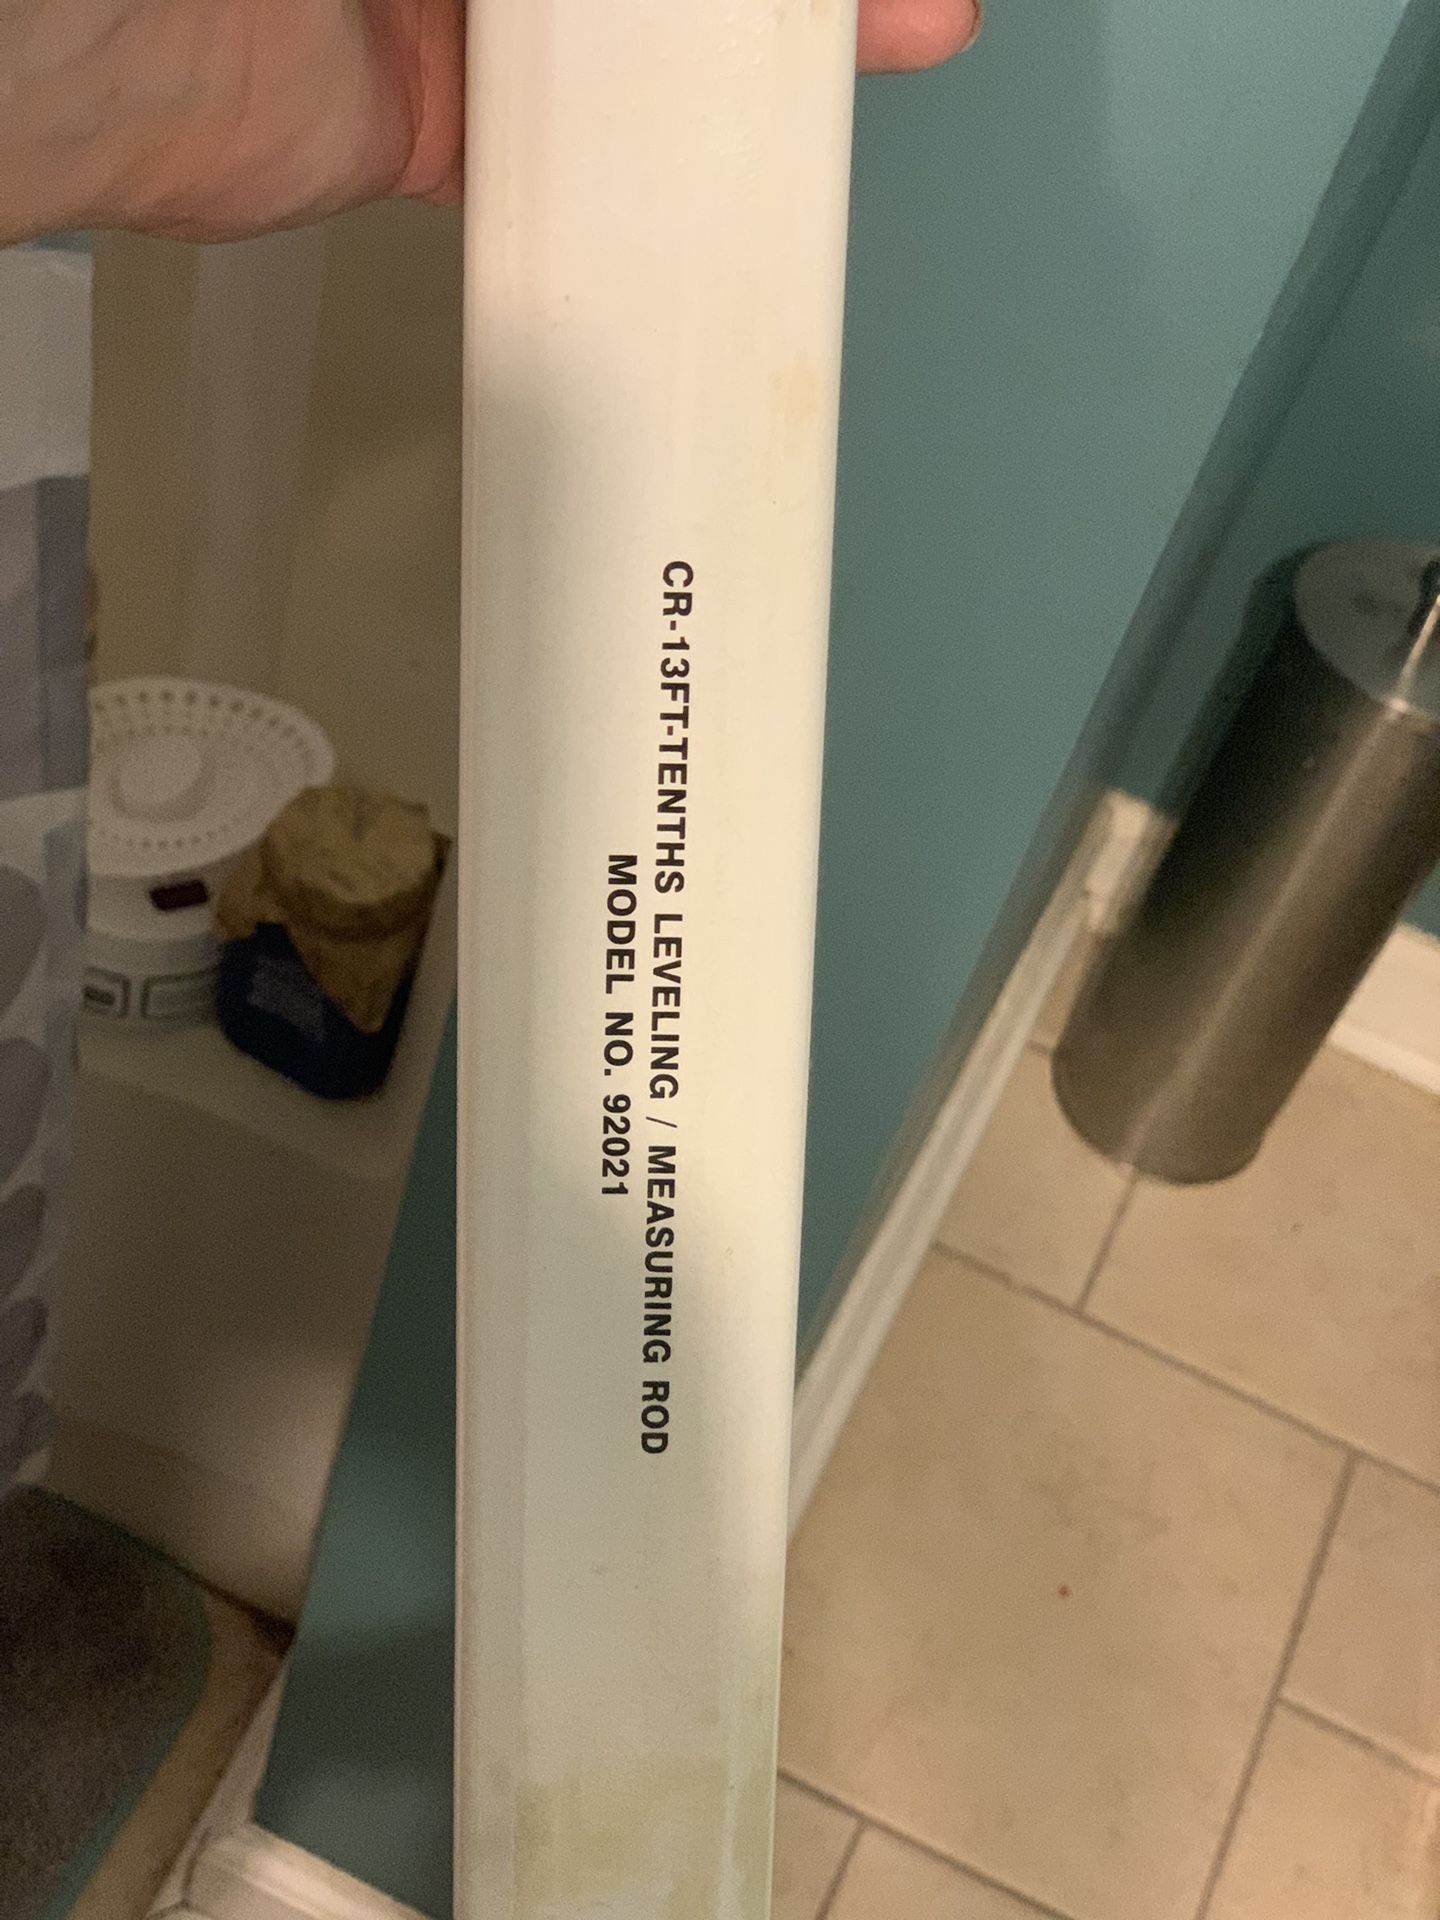 CR-13FT-TENTHS LEVELING / MEASURING ROD
MODEL NO. 92021